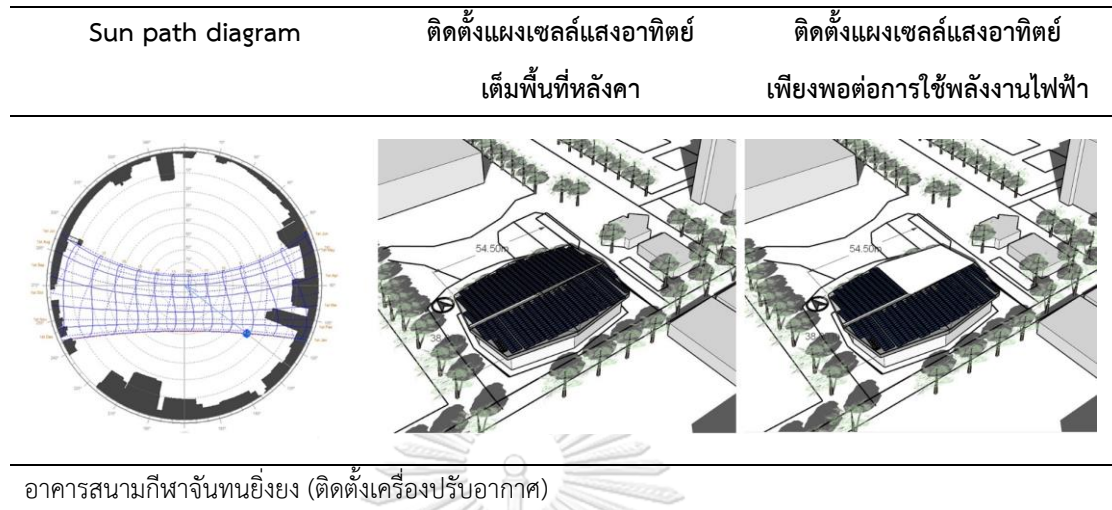 Sun path diagram
ติดตั้งแผงเซลล์แสงอาทิตย์
เต็มพื้นที่หลังคา
ติดตั้งแผงเซลล์แสงอาทิตย์
เพียงพอต่อการใช้พลังงานไฟฟ้า
54.50m
38
54.50m
38
อาคารสนามกีฬาจันทนยิ่งยง (ติดตั้งเครื่องปรับอากาศ)